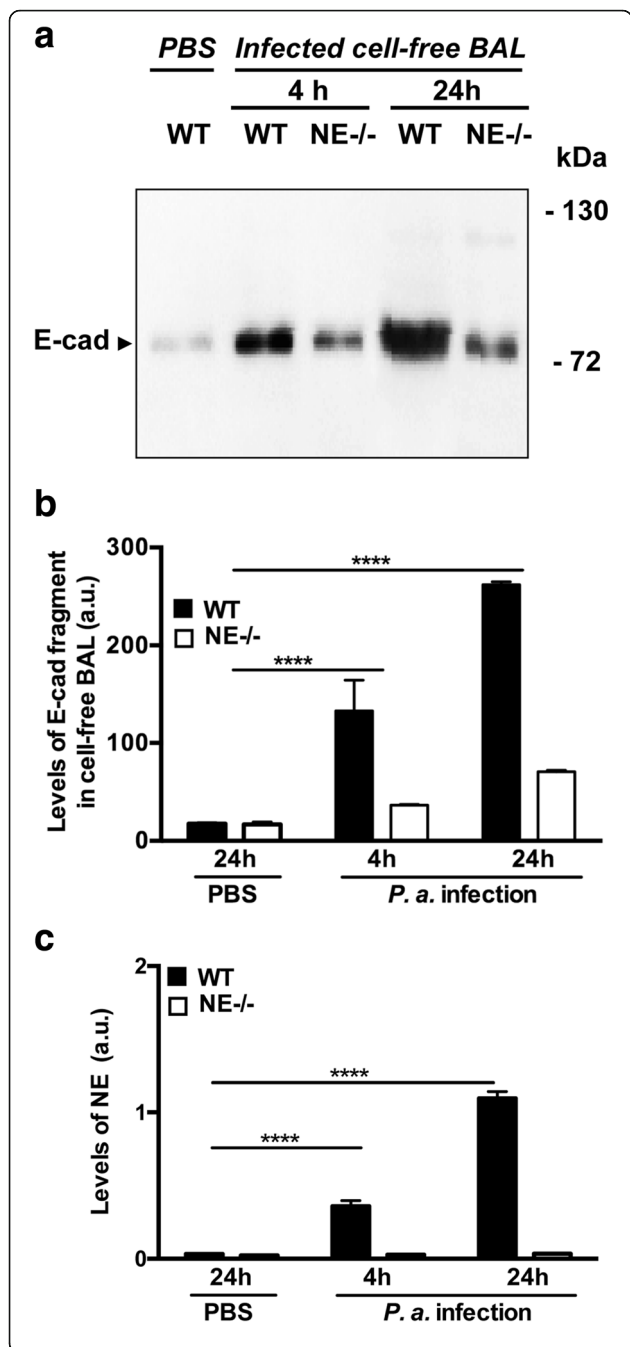 a
PBS Infected cell-free BAL
4 h 24h
WT WT NE-/- WT NE-/-
kDa
- 130
E-cad ►
- 72
b
Levels of E-cad fragment
in cell-free BAL (a.u.)
300
200
100
0
WT
NE-/-
****
****
24h 4h 24h
PBS P. a. infection
c
Levels of NE (a.u.)
2
1
0
WT
NE-/-
****
****
24h 4h 24h
PBS P. a. infection